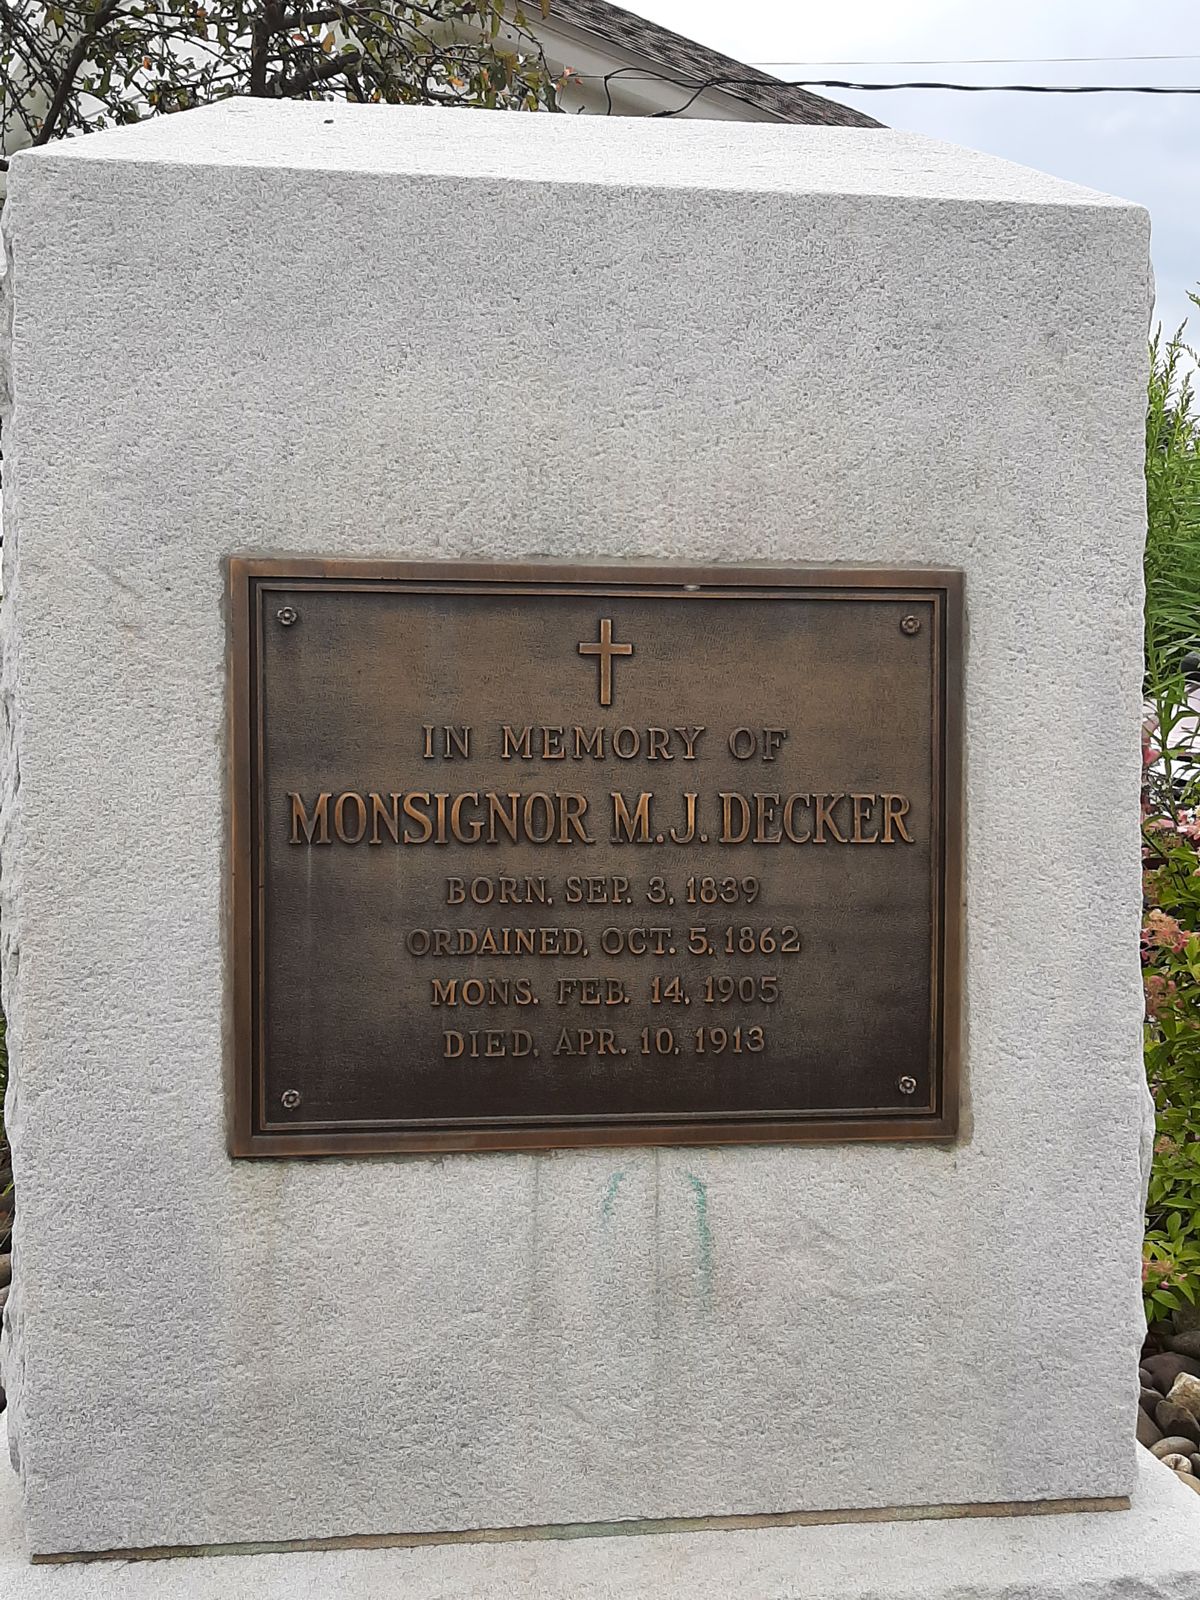 IN MEMORY OF
MONSIGNOR M.J. DECKER
BORN, SEP. 3, 1839
ORDAINED, OCT. 5, 1862
MONS. FEB. 14, 1905
DIED, APR. 10, 1913